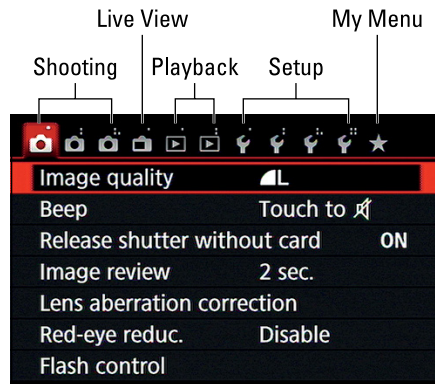 Live View My Menu
Shooting Playback Setup
Image quality L
Beep Touch to
Release shutter without card ON
Image review 2 sec.
Lens aberration correction
Red-eye reduc. Disable
Flash control